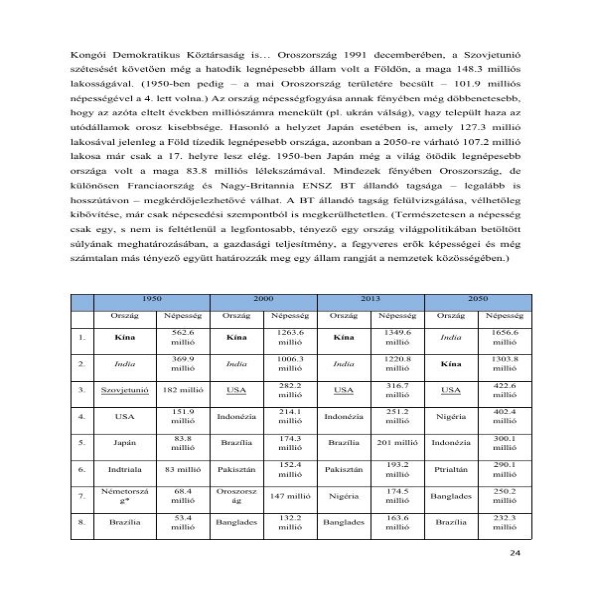 Kongói Demokratikus Köztársaság is… Oroszország 1991 decemberében, a Szovjetunió
szétesését követően még a hatodik legnépesebb állam volt a Földön, a maga 148.3 milliós
lakosságával. (1950-ben pedig – a mai Oroszország területére becsült – 101.9 milliós
népességével a 4. lett volna.) Az ország népességfogyása annak fényében még döbbenetesebb,
hogy az azóta eltelt években milliószámra menekült (pl. ukrán válság), vagy települt haza az
utódállamok orosz kisebbsége. Hasonló a helyzet Japán esetében is, amely 127.3 millió
lakosával jelenleg a Föld tízedik legnépesebb országa, azonban a 2050-re várható 107.2 millió
lakosa már csak a 17. helyre lesz elég. 1950-ben Japán még a világ ötödik legnépesebb
országa volt a maga 83.8 milliós lélekszámával. Mindezek fényében Oroszország, de
különösen Franciaország és Nagy-Britannia ENSZ BT állandó tagsága – legalább is
hosszútávon – megkérdőjelezhetővé válhat. A BT állandó tagság felülvizsgálása, vélhetőleg
kibővítése, már csak népesedési szempontból is megkerülhetetlen. (Természetesen a népesség
csak egy, s nem is feltétlenül a legfontosabb, tényező egy ország világpolitikában betöltött
súlyának meghatározásában, a gazdasági teljesítmény, a fegyveres erők képességei és még
számtalan más tényező együtt határozzák meg egy állam rangját a nemzetek közösségében.)
1950 2000 2013 2050
Ország Népesség Ország Népesség Ország Népesség Ország Népesség
1. Kína 562.6 millió Kína 1263.6 millió Kína 1349.6 millió India 1656.6 millió
2. India 369.9 millió India 1006.3 millió India 1220.8 millió Kína 1303.8 millió
3. Szovjetunió 182 millió USA 282.2 millió USA 316.7 millió USA 422.6 millió
4. USA 151.9 millió Indonézia 214.1 millió Indonézia 251.2 millió Nigéria 402.4 millió
5. Japán 83.8 millió Brazília 174.3 millió Brazília 201 millió Indonézia 300.1 millió
6. Indtriala 83 millió Pakisztán 152.4 millió Pakisztán 193.2 millió Ptrialtán 290.1 millió
7. Németorszá g* 68.4 millió Oroszorsz ág 147 millió Nigéria 174.5 millió Banglades 250.2 millió
8. Brazília 53.4 millió Banglades 132.2 millió Banglades 163.6 millió Brazília 232.3 millió
24